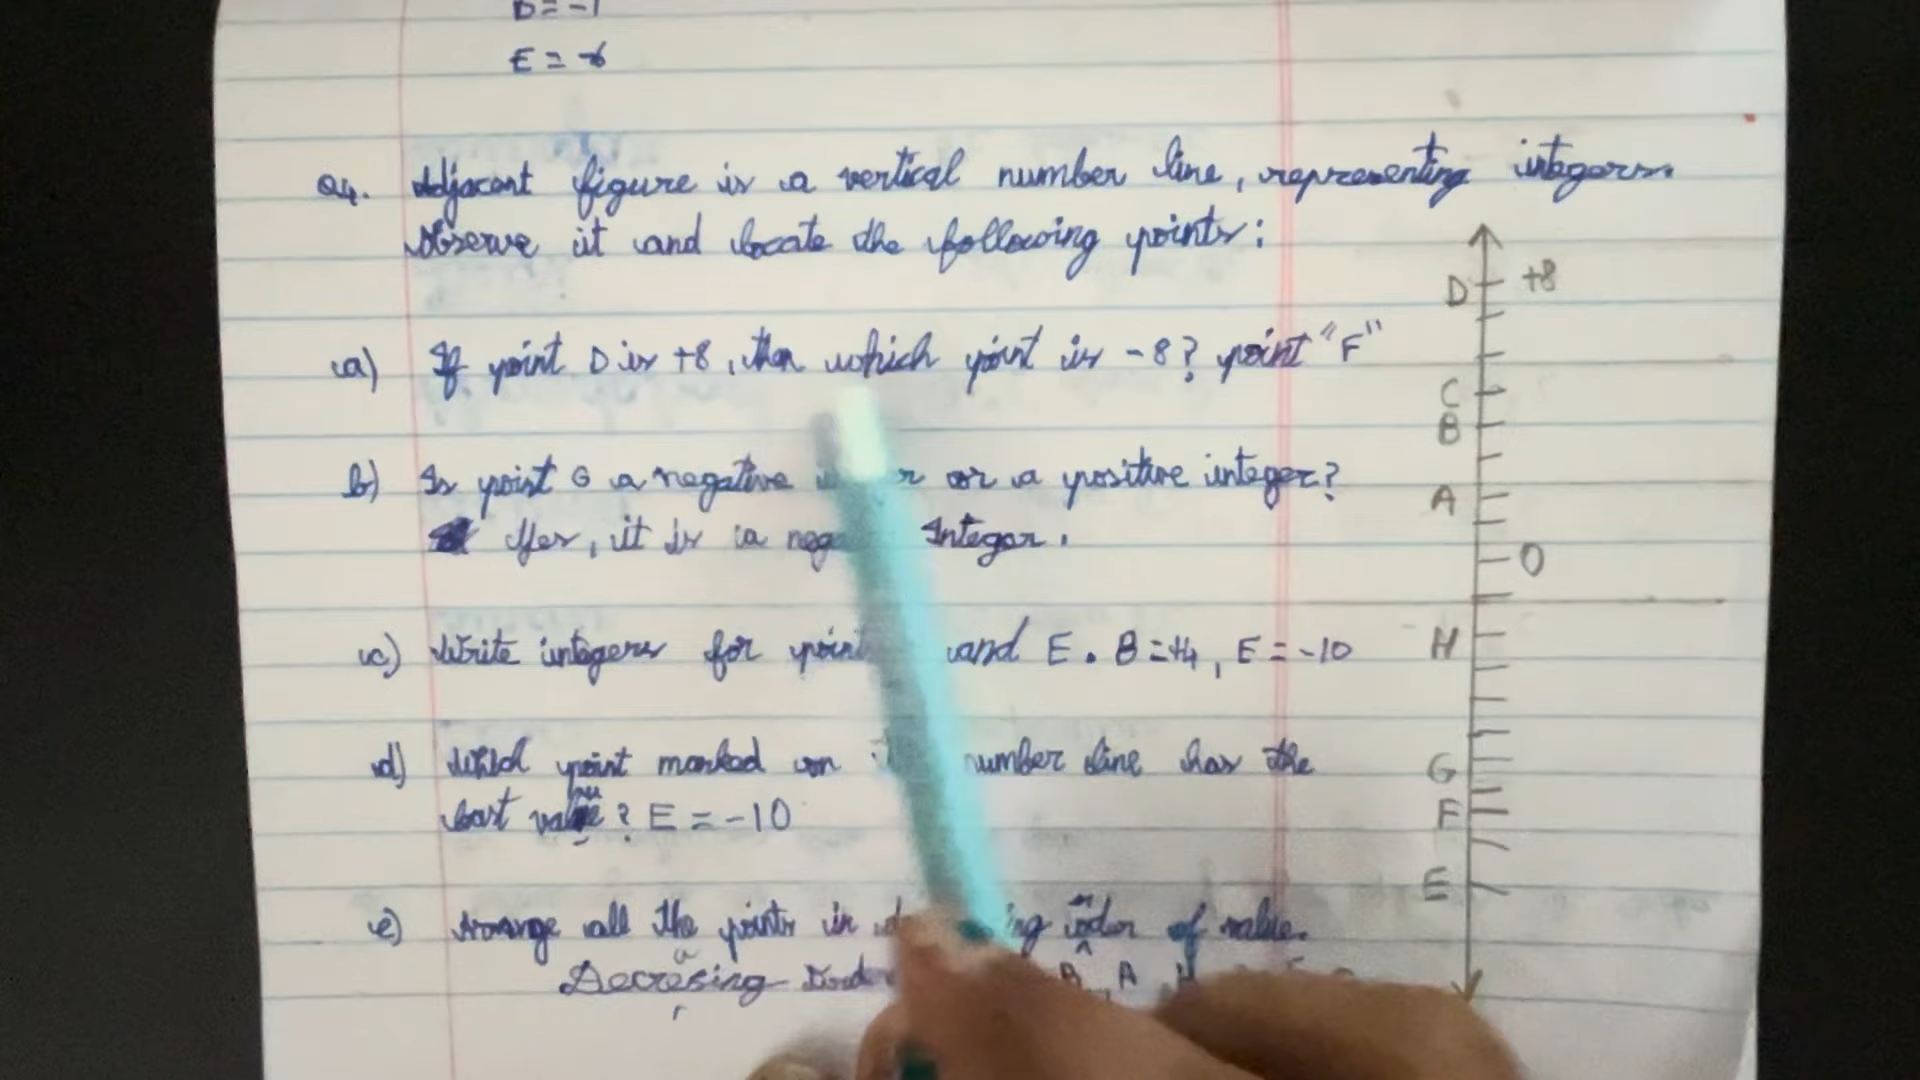 D = -1
E = -6
Q4. Adjacent figure is a vertical number line, representing integers.
Observe it and locate the following points:
a) If point D is +8, then which point is -8? point "F"
b) Is point G a negative or a positive integer?
Yes, it is a Integer.
c) Write integers for and E. B = +4, E = -10
d) Which point marked on number line has the
least value? E = -10
e) Arrange all the points in order of value.
Decreasing B, A, H
D +8
C
B
A
O
H
G
F
E